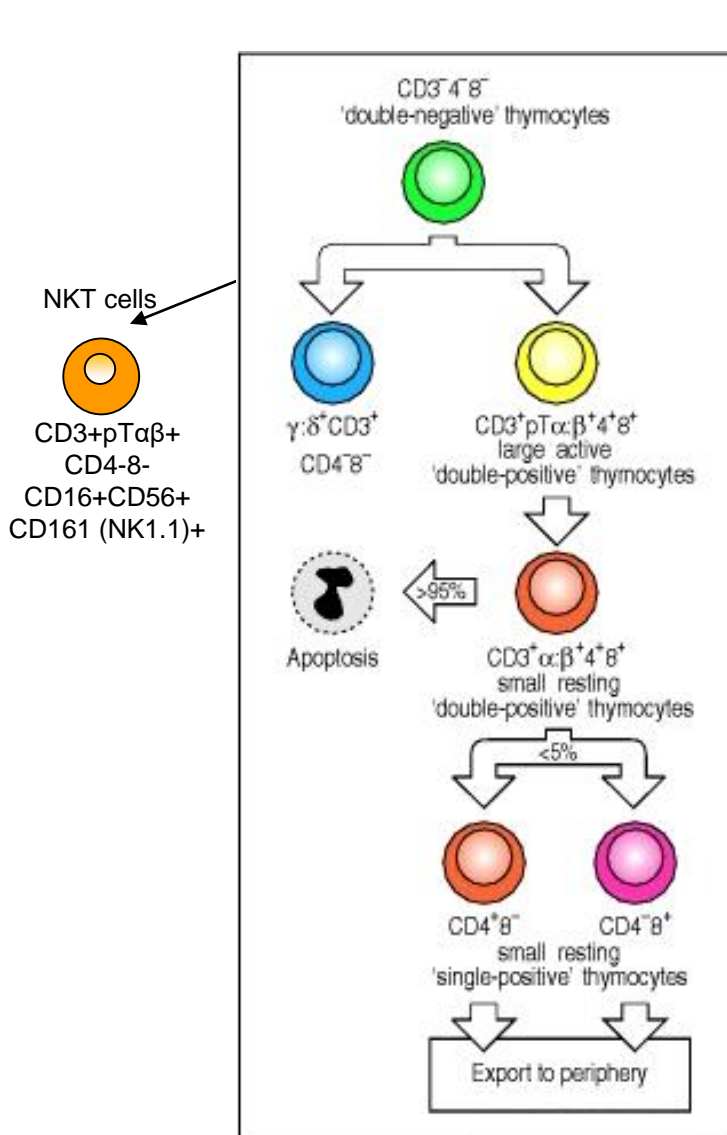 CD3⁻4⁻8⁻
'double-negative' thymocytes
NKT cells
CD3+pTαβ+
CD4-8-
CD16+CD56+
CD161 (NK1.1)+
γ:δ⁺CD3⁺
CD4⁻8⁻
CD3⁺pTα:β⁺4⁺8⁺
large active
'double-positive' thymocytes
>95%
Apoptosis
CD3⁺α:β⁺4⁺8⁺
small resting
'double-positive' thymocytes
<5%
CD4⁺8⁻
CD4⁻8⁺
small resting
'single-positive' thymocytes
Export to periphery